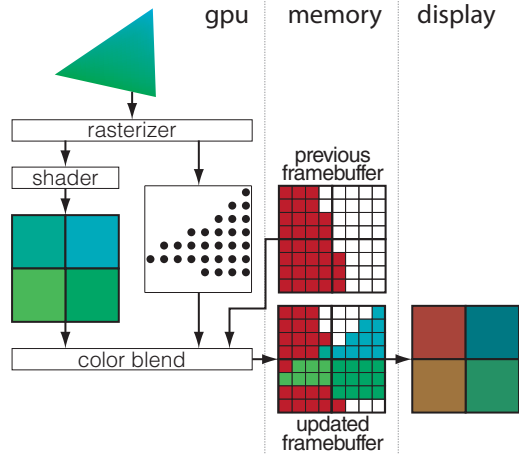 gpu
memory
display
rasterizer
shader
previous
framebuffer
color blend
updated
framebuffer